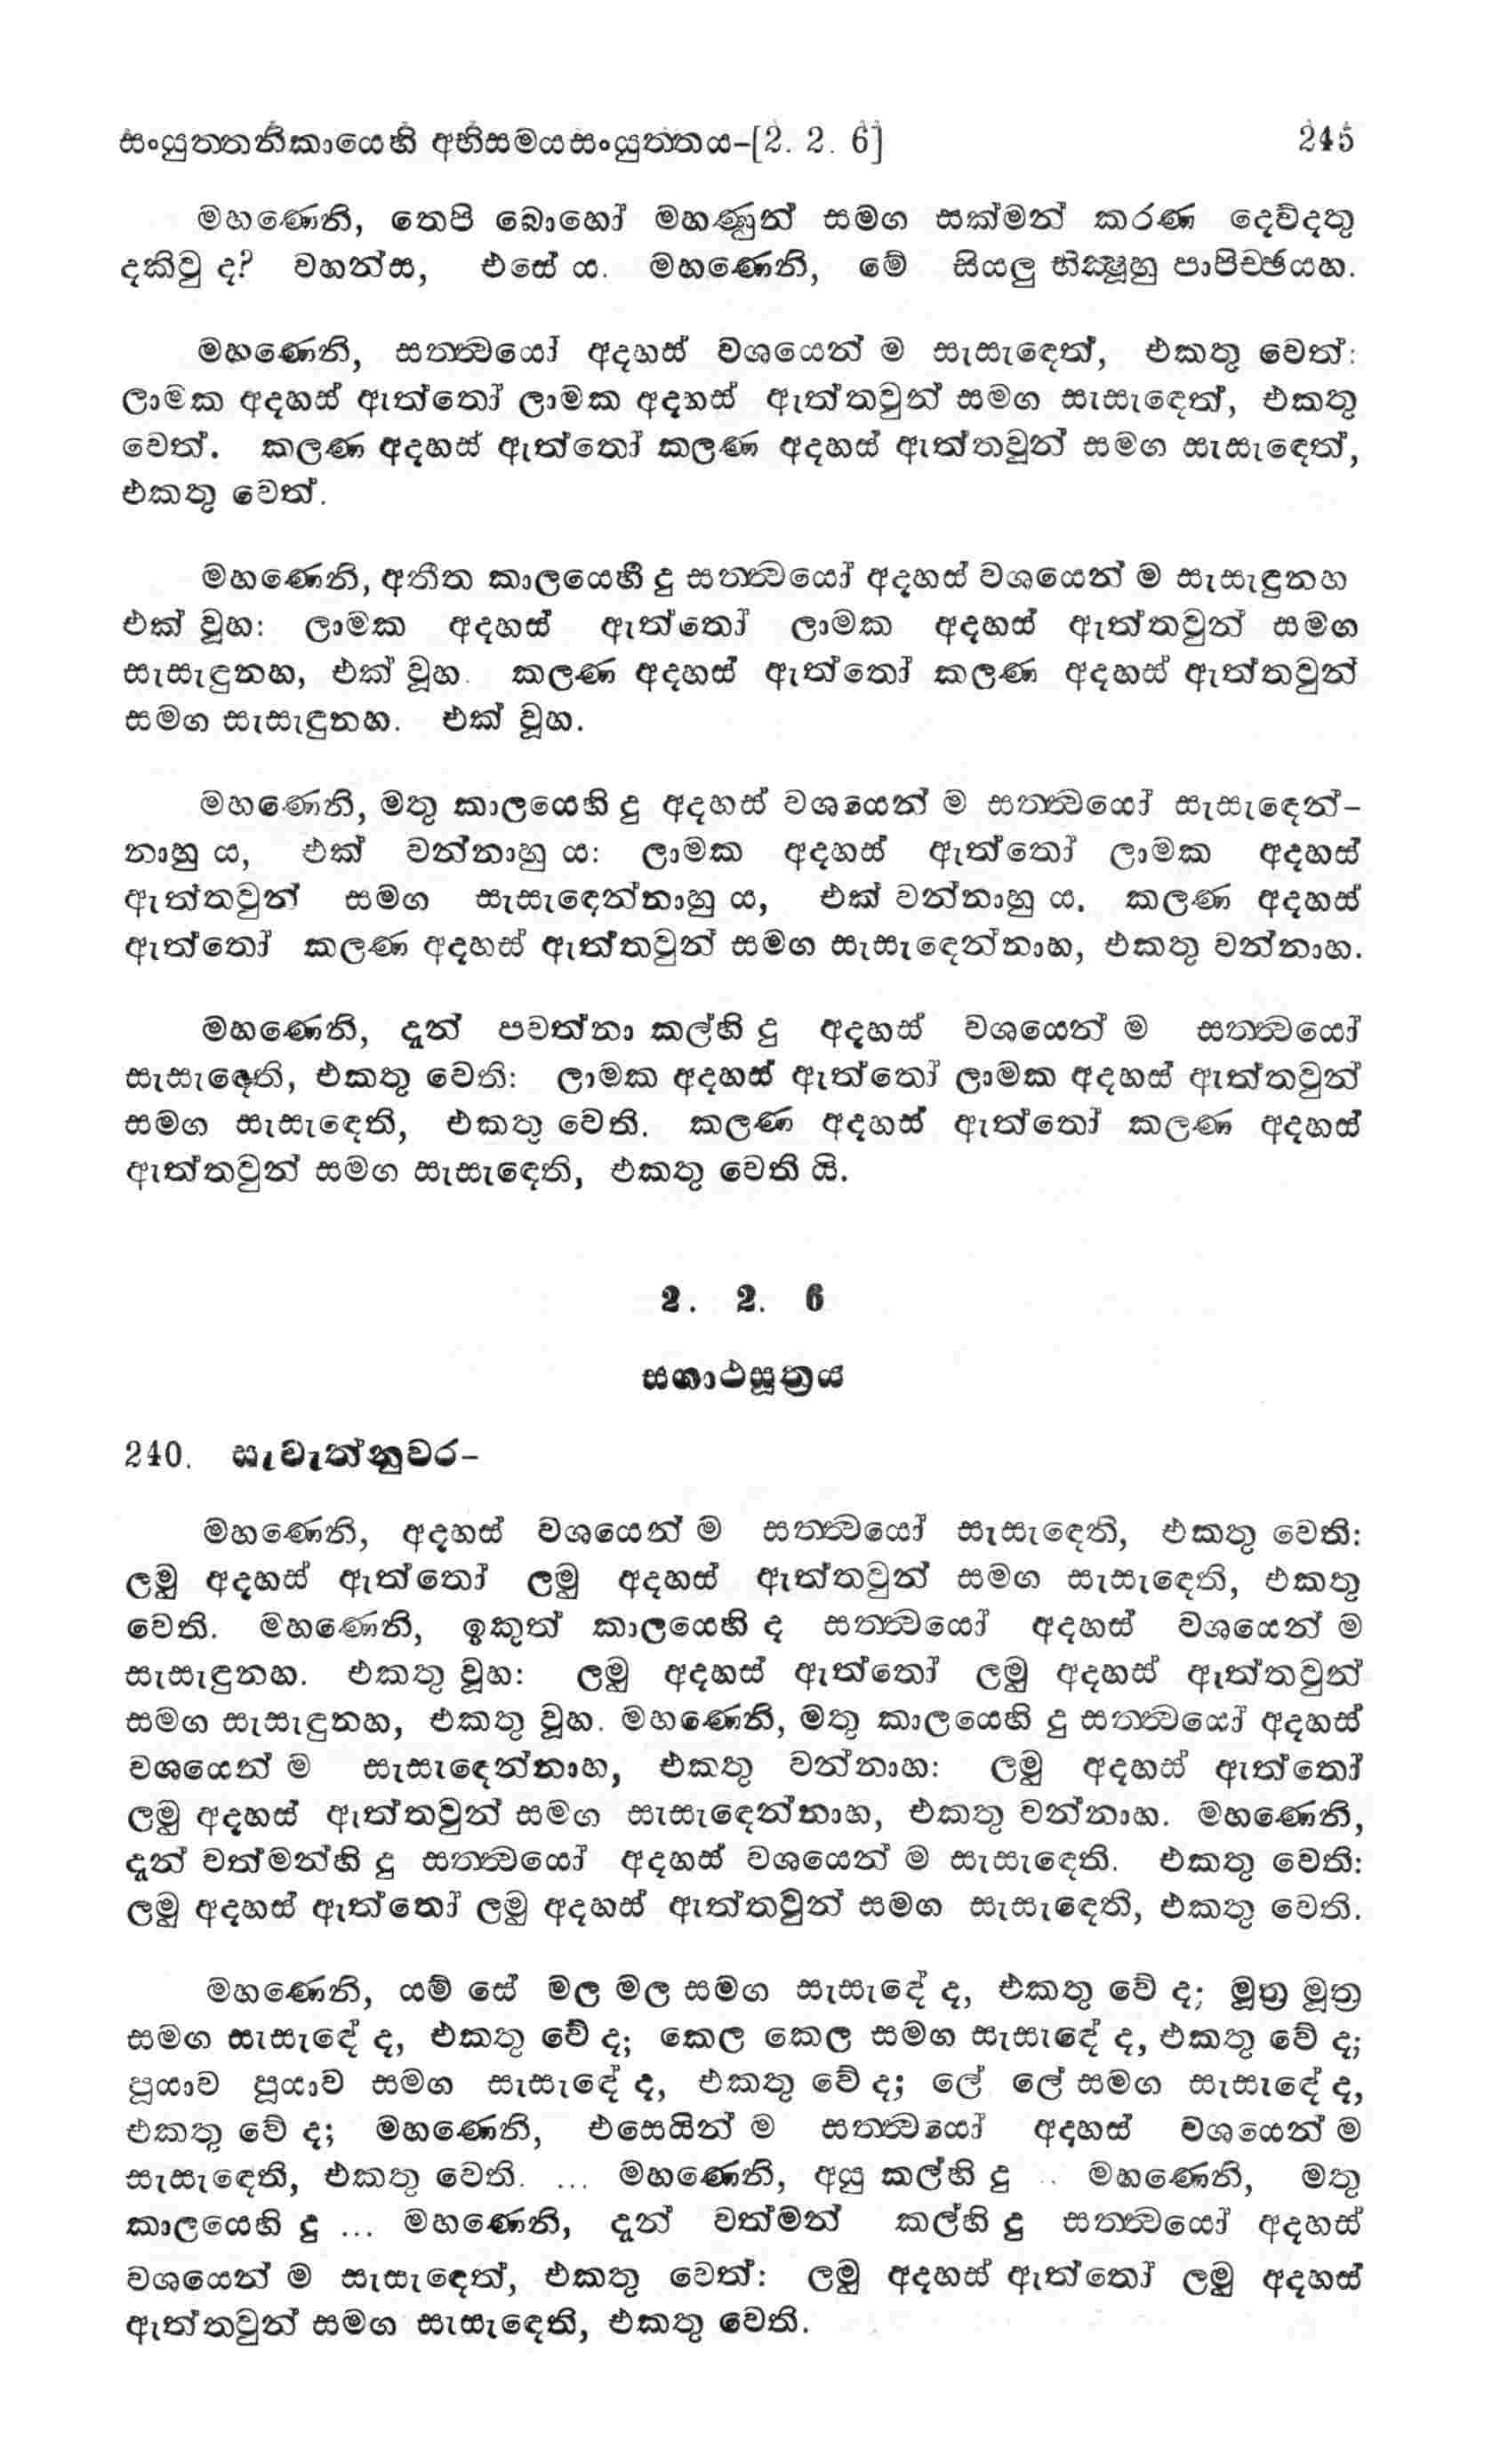 සංයුත්තනිකායෙහි අභිසමයසංයුත්තය-[2. 2. 6] 245
මහණෙනි, තෙපි බොහෝ මහණුන් සමග සක්මන් කරණ දෙව්දතු
දකිවු ද? වහන්ස, එසේ ය. මහණෙනි, මේ සියලු භික්‍ෂූහු පාපිච්ඡයහ.
මහණෙනි, සත්ත්‍වයෝ අදහස් වශයෙන් ම සැසැඳෙත්, එකතු වෙත්:
ලාමක අදහස් ඇත්තෝ ලාමක අදහස් ඇත්තවුන් සමග සැසැඳෙත්, එකතු
වෙත්. කලණ අදහස් ඇත්තෝ කලණ අදහස් ඇත්තවුන් සමග සැසැඳෙත්,
එකතු වෙත්.
මහණෙනි, අතීත කාලයෙහී දු සත්ත්‍වයෝ අදහස් වශයෙන් ම සැසැඳුනහ
එක් වූහ: ලාමක අදහස් ඇත්තෝ ලාමක අදහස් ඇත්තවුන් සමග
සැසැඳුනහ, එක් වූහ. කලණ අදහස් ඇත්තෝ කලණ අදහස් ඇත්තවුන්
සමග සැසැඳුනහ. එක් වූහ.
මහණෙනි, මතු කාලයෙහි දු අදහස් වශයෙන් ම සත්ත්‍වයෝ සැසැඳෙන්-
නාහු ය, එක් වන්නාහු ය: ලාමක අදහස් ඇත්තෝ ලාමක අදහස්
ඇත්තවුන් සමග සැසැඳෙන්නාහු ය, එක් වන්නාහු ය. කලණ අදහස්
ඇත්තෝ කලණ අදහස් ඇත්තවුන් සමග සැසැඳෙන්නාහ, එකතු වන්නාහ.
මහණෙනි, දැන් පවත්නා කල්හි දු අදහස් වශයෙන් ම සත්ත්‍වයෝ
සැසැඳෙති, එකතු වෙති: ලාමක අදහස් ඇත්තෝ ලාමක අදහස් ඇත්තවුන්
සමග සැසැඳෙති, එකතු වෙති. කලණ අදහස් ඇත්තෝ කලණ අදහස්
ඇත්තවුන් සමග සැසැඳෙති, එකතු වෙති යි.
2. 2. 6
සගාථසූත්‍රය
240. සැවැත්නුවර-
මහණෙනි, අදහස් වශයෙන් ම සත්ත්‍වයෝ සැසැඳෙති, එකතු වෙති:
ලමු අදහස් ඇත්තෝ ලමු අදහස් ඇත්තවුන් සමග සැසැඳෙති, එකතු
වෙති. මහණෙනි, ඉකුත් කාලයෙහි ද සත්ත්‍වයෝ අදහස් වශයෙන් ම
සැසැඳුනහ. එකතු වූහ: ලමු අදහස් ඇත්තෝ ලමු අදහස් ඇත්තවුන්
සමග සැසැඳුනහ, එකතු වූහ. මහණෙනි, මතු කාලයෙහි දු සත්ත්‍වයෝ අදහස්
වශයෙන් ම සැසැඳෙන්නාහ, එකතු වන්නාහ: ලමු අදහස් ඇත්තෝ
ලමු අදහස් ඇත්තවුන් සමග සැසැඳෙන්නාහ, එකතු වන්නාහ. මහණෙනි,
දැන් වත්මන්හි දු සත්ත්‍වයෝ අදහස් වශයෙන් ම සැසැඳෙති. එකතු වෙති:
ලමු අදහස් ඇත්තෝ ලමු අදහස් ඇත්තවුන් සමග සැසැඳෙති, එකතු වෙති.
මහණෙනි, යම් සේ මල මල සමග සැසැදේ ද, එකතු වේ ද; මූත්‍ර මූත්‍ර
සමග සැසැඳේ ද, එකතු වේ ද; කෙල කෙල සමග සැසැඳේ ද, එකතු වේ ද;
පූයාව පූයාව සමග සැසැඳේ ද, එකතු වේ ද; ලේ ලේ සමග සැසැඳේ ද,
එකතු වේ ද; මහණෙනි, එසෙයින් ම සත්ත්‍වයෝ අදහස් වශයෙන් ම
සැසැඳෙති, එකතු වෙති. ... මහණෙනි, අයු කල්හි දු .. මහණෙනි, මතු
කාලයෙහි දු ... මහණෙනි, දැන් වත්මන් කල්හි දු සත්ත්‍වයෝ අදහස්
වශයෙන් ම සැසැඳෙත්, එකතු වෙත්: ලමු අදහස් ඇත්තෝ ලමු අදහස්
ඇත්තවුන් සමග සැසැඳෙති, එකතු වෙති.